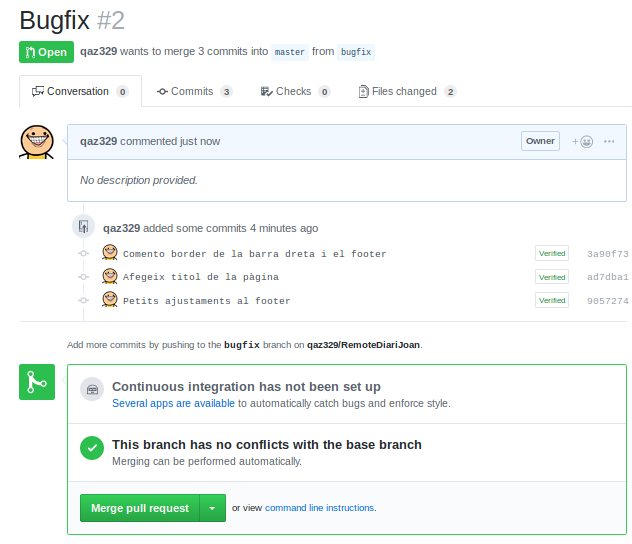 Bugfix #2
Open qaz329 wants to merge 3 commits into master from bugfix
Conversation 0 Commits 3 Checks 0 Files changed 2
qaz329 commented just now Owner
No description provided.
qaz329 added some commits 4 minutes ago
Comento border de la barra dreta i el footer Verified 3a90f73
Afegeix titol de la pàgina Verified ad7dba1
Petits ajustaments al footer Verified 9057274
Add more commits by pushing to the bugfix branch on qaz329/RemoteDiariJoan.
Continuous integration has not been set up
Several apps are available to automatically catch bugs and enforce style.
This branch has no conflicts with the base branch
Merging can be performed automatically.
Merge pull request or view command line instructions.